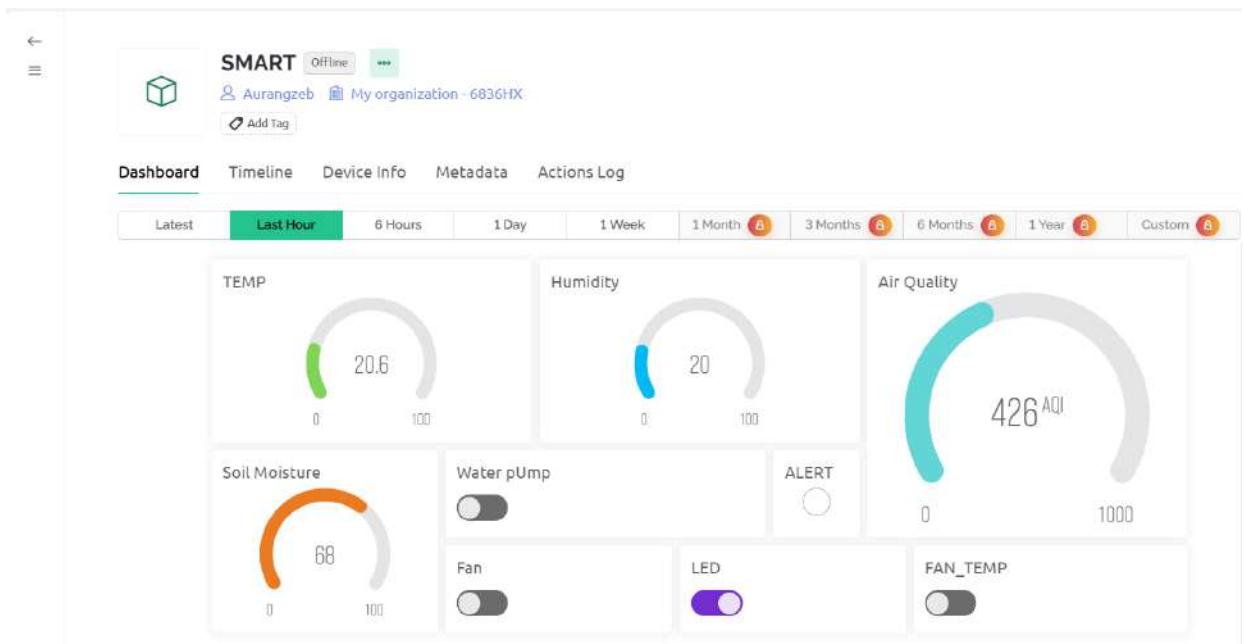 SMART Offline
Aurangzeb My organization - 6836HX
Add Tag
Dashboard Timeline Device Info Metadata Actions Log
Latest Last Hour 6 Hours 1 Day 1 Week 1 Month 3 Months 6 Months 1 Year Custom
TEMP
20.6
0 100
Humidity
20
0 100
Air Quality
426 AQI
0 1000
Soil Moisture
68
0 100
Water pUmp
ALERT
Fan
LED
FAN_TEMP